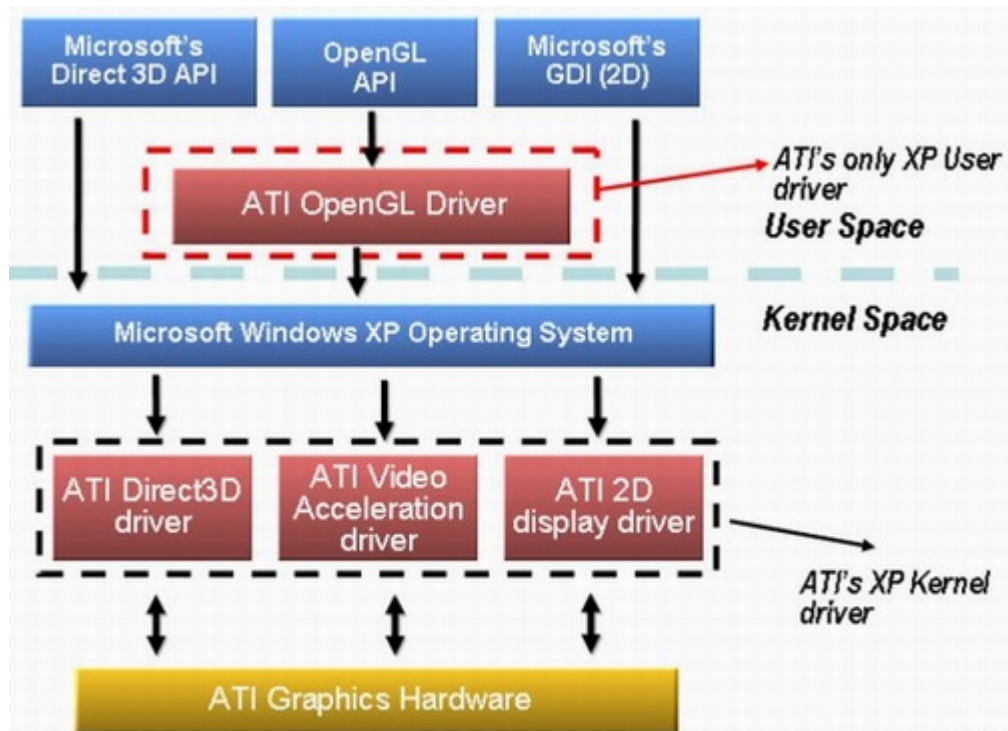 Microsoft's
Direct 3D API
OpenGL
API
Microsoft's
GDI (2D)
ATI OpenGL Driver
ATI's only XP User
driver
User Space
Kernel Space
Microsoft Windows XP Operating System
ATI Direct3D
driver
ATI Video
Acceleration
driver
ATI 2D
display driver
ATI's XP Kernel
driver
ATI Graphics Hardware